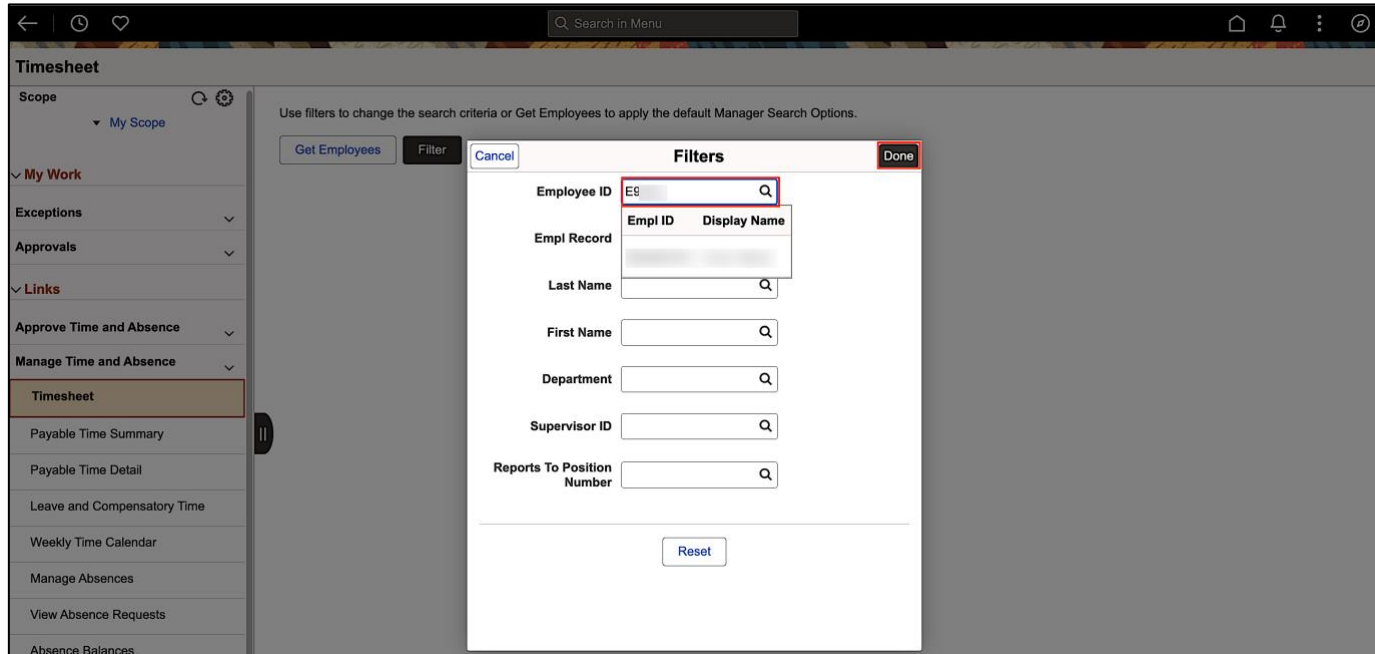 Search in Menu
Timesheet
Scope
My Scope
My Work
Exceptions
Approvals
Links
Approve Time and Absence
Manage Time and Absence
Timesheet
Payable Time Summary
Payable Time Detail
Leave and Compensatory Time
Weekly Time Calendar
Manage Absences
View Absence Requests
Absence Balances
Use filters to change the search criteria or Get Employees to apply the default Manager Search Options.
Get Employees Filter
Cancel Filters Done
Employee ID E9
Empl ID Display Name
Empl Record
Last Name
First Name
Department
Supervisor ID
Reports To Position
Number
Reset